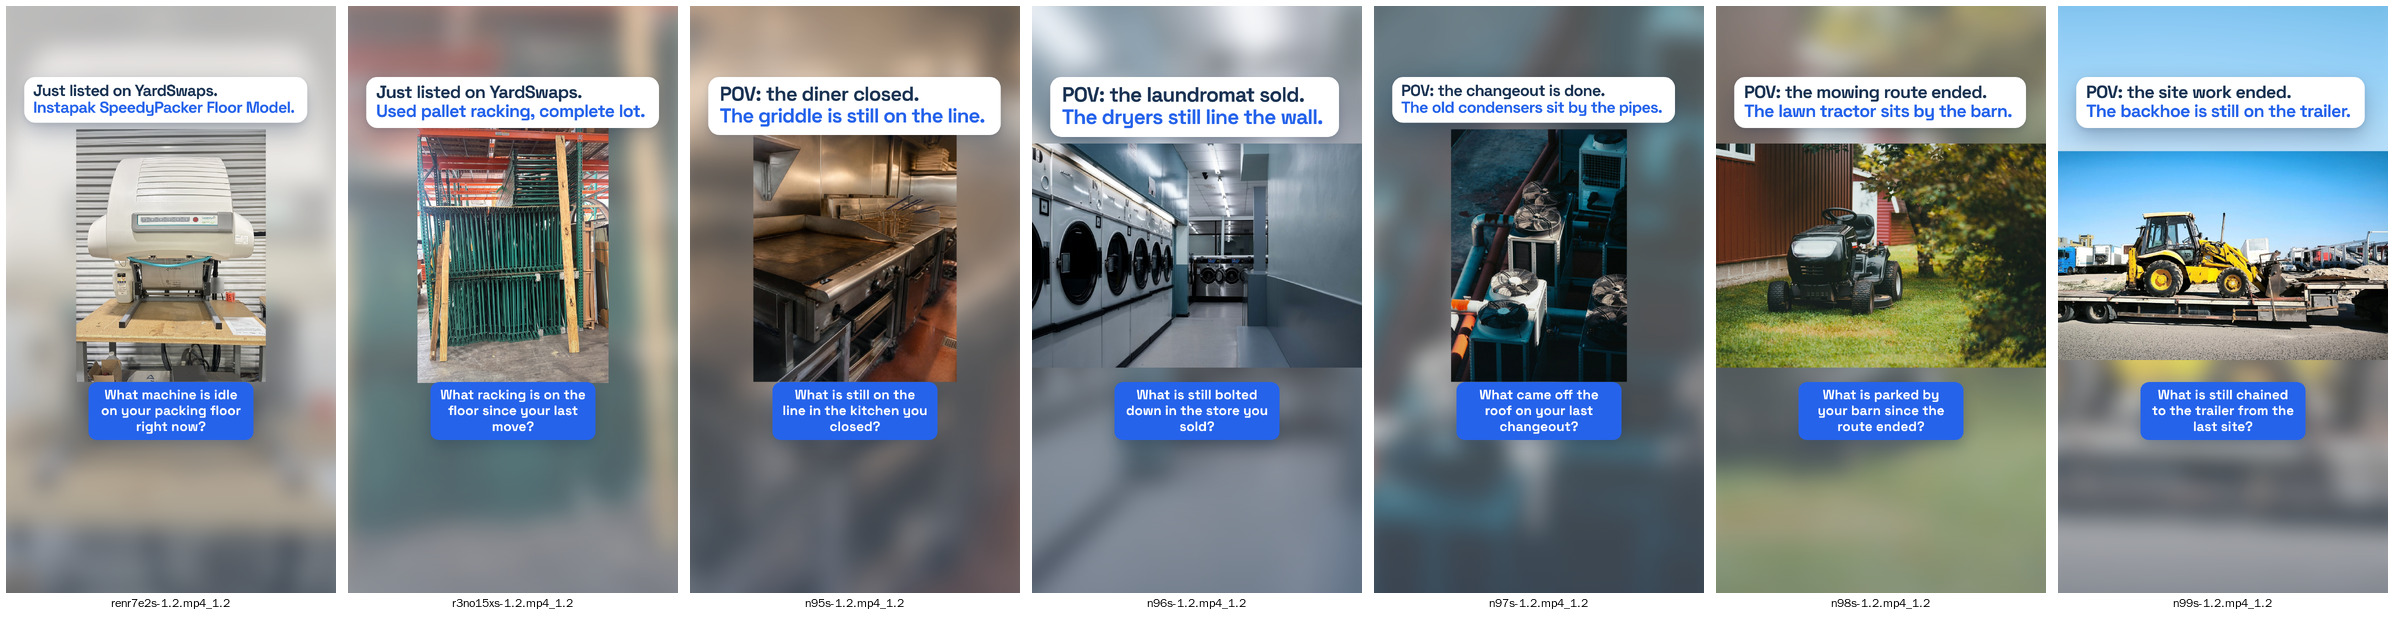 Just listed on YardSwaps.
Instapak SpeedyPacker Floor Model.
What machine is idle
on your packing floor
right now?
renr7e2s-1.2.mp4_1.2
Just listed on YardSwaps.
Used pallet racking, complete lot.
What racking is on the
floor since your last
move?
r3no15xs-1.2.mp4_1.2
POV: the diner closed.
The griddle is still on the line.
What is still on the
line in the kitchen you
closed?
n95s-1.2.mp4_1.2
POV: the laundromat sold.
The dryers still line the wall.
What is still bolted
down in the store you
sold?
n96s-1.2.mp4_1.2
POV: the changeout is done.
The old condensers sit by the pipes.
What came off the
roof on your last
changeout?
n97s-1.2.mp4_1.2
POV: the mowing route ended.
The lawn tractor sits by the barn.
What is parked by
your barn since the
route ended?
n98s-1.2.mp4_1.2
POV: the site work ended.
The backhoe is still on the trailer.
What is still chained
to the trailer from the
last site?
n99s-1.2.mp4_1.2